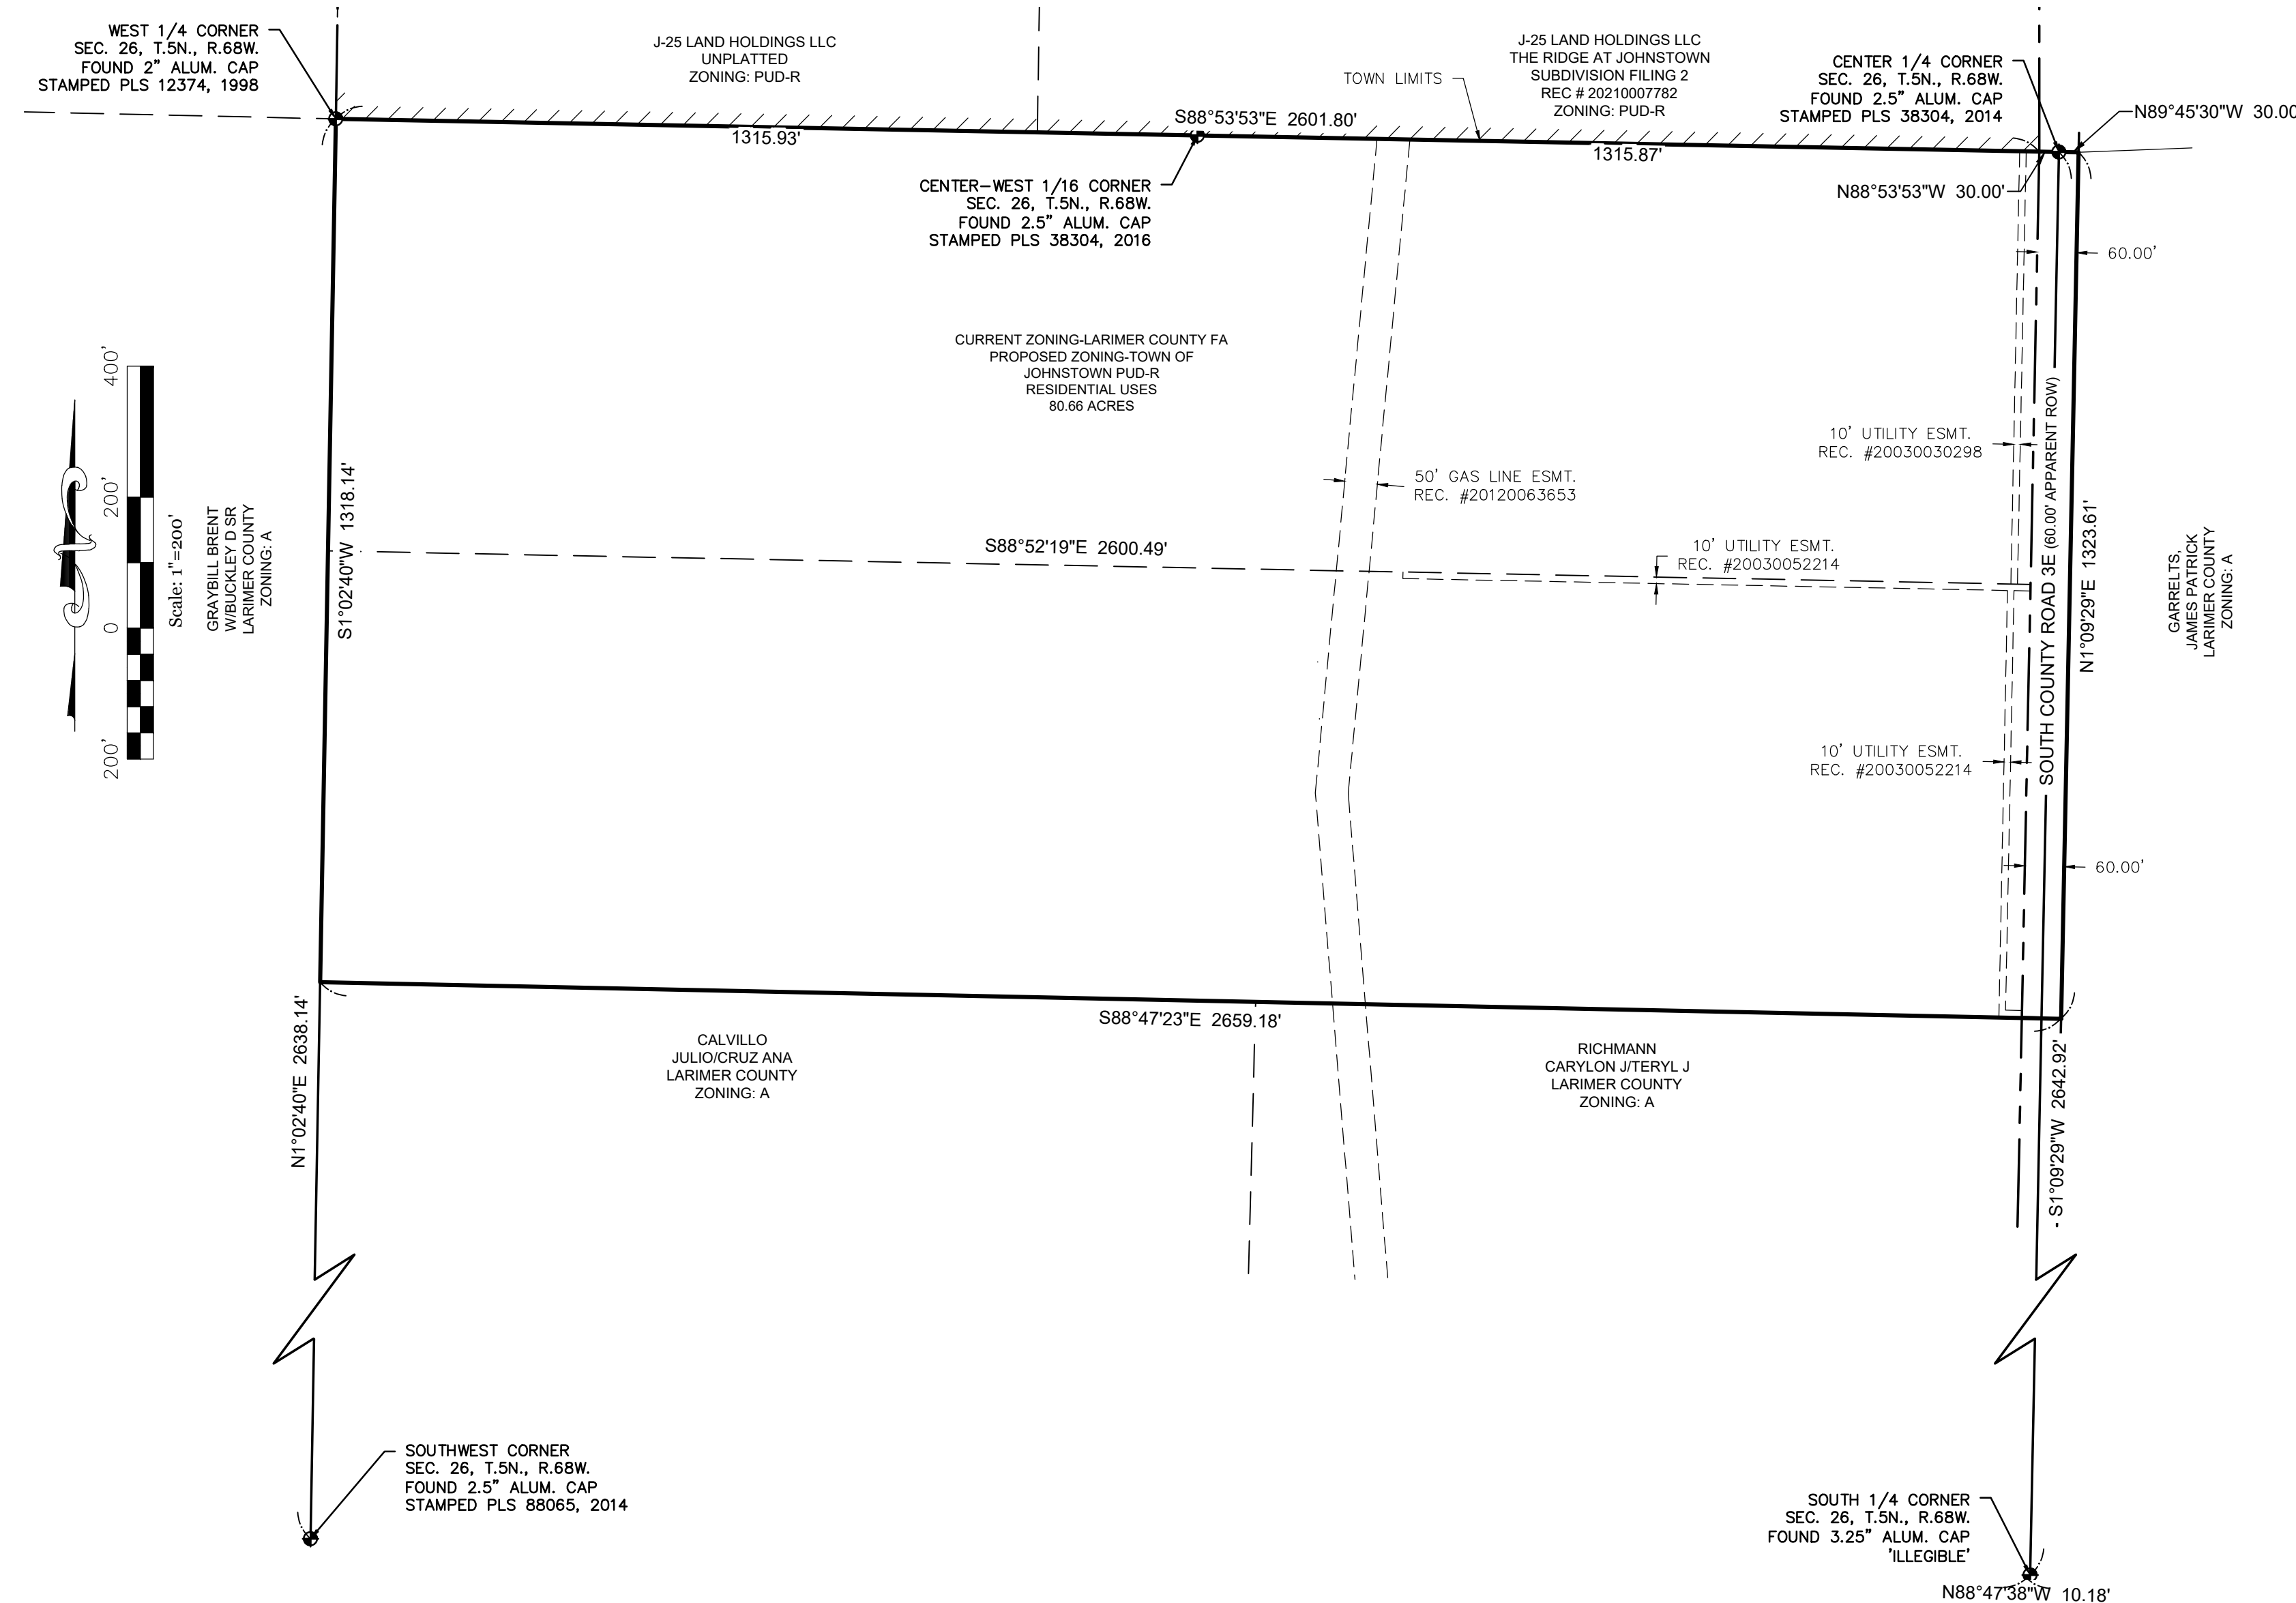 WEST 1/4 CORNER
SEC. 26, T.5N., R.68W.
FOUND 2” ALUM. CAP
STAMPED PLS 12374, 1998
J-25 LAND HOLDINGS LLC
UNPLATTED
ZONING: PUD-R
J-25 LAND HOLDINGS LLC
THE RIDGE AT JOHNSTOWN
SUBDIVISION FILING 2
REC # 20210007782
ZONING: PUD-R
TOWN LIMITS
CENTER 1/4 CORNER
SEC. 26, T.5N., R.68W.
FOUND 2.5” ALUM. CAP
STAMPED PLS 38304, 2014
N89°45'30"W 30.00
S88°53'53"E 2601.80'
1315.93'
1315.87'
CENTER-WEST 1/16 CORNER
SEC. 26, T.5N., R.68W.
FOUND 2.5” ALUM. CAP
STAMPED PLS 38304, 2016
N88°53'53"W 30.00'
60.00'
CURRENT ZONING-LARIMER COUNTY FA
PROPOSED ZONING-TOWN OF
JOHNSTOWN PUD-R
RESIDENTIAL USES
80.66 ACRES
400'
200'
0
200'
Scale: 1"=200'
GRAYBILL BRENT
W/BUCKLEY D SR
LARIMER COUNTY
ZONING: A
S1°02'40"W 1318.14'
10' UTILITY ESMT.
REC. #20030030298
50' GAS LINE ESMT.
REC. #20120063653
S88°52'19"E 2600.49'
10' UTILITY ESMT.
REC. #20030052214
SOUTH COUNTY ROAD 3E (60.00' APPARENT ROW)
N1°09'29"E 1323.61'
GARRELTS,
JAMES PATRICK
LARIMER COUNTY
ZONING: A
10' UTILITY ESMT.
REC. #20030052214
60.00'
S88°47'23"E 2659.18'
N1°02'40"E 2638.14'
CALVILLO
JULIO/CRUZ ANA
LARIMER COUNTY
ZONING: A
RICHMANN
CARYLON J/TERYL J
LARIMER COUNTY
ZONING: A
S1°09'29"W 2642.92'
SOUTHWEST CORNER
SEC. 26, T.5N., R.68W.
FOUND 2.5” ALUM. CAP
STAMPED PLS 88065, 2014
SOUTH 1/4 CORNER
SEC. 26, T.5N., R.68W.
FOUND 3.25” ALUM. CAP
'ILLEGIBLE'
N88°47'38"W 10.18'